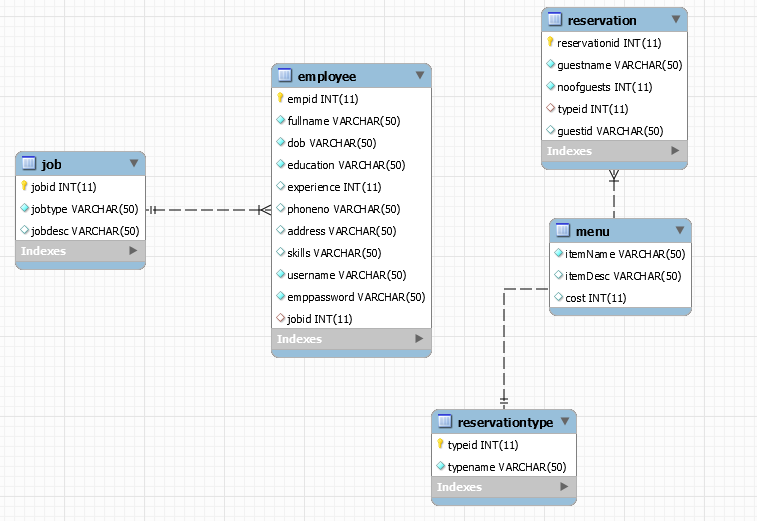 reservation
reservationid INT(11)
guestname VARCHAR(50)
noofguests INT(11)
typeid INT(11)
guestid VARCHAR(50)
Indexes
employee
empid INT(11)
fullname VARCHAR(50)
dob VARCHAR(50)
education VARCHAR(50)
experience INT(11)
phoneno VARCHAR(50)
address VARCHAR(50)
skills VARCHAR(50)
username VARCHAR(50)
emppassword VARCHAR(50)
jobid INT(11)
Indexes
job
jobid INT(11)
jobtype VARCHAR(50)
jobdesc VARCHAR(50)
Indexes
menu
itemName VARCHAR(50)
itemDesc VARCHAR(50)
cost INT(11)
reservationtype
typeid INT(11)
typename VARCHAR(50)
Indexes